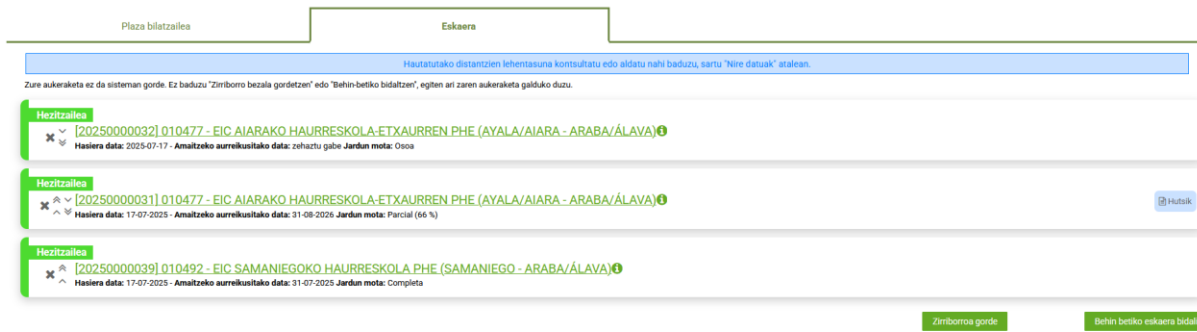 Plaza bilatzailea
Eskaera
Hautatutako distantzien lehentasuna kontsultatu edo aldatu nahi baduzu, sartu "Nire datuak" atalean.
Zure aukeraketa ez da sisteman gorde. Ez baduzu "Zirriborro bezala gordetzen" edo "Behin-betiko bidaltzen", egiten ari zaren aukeraketa galduko duzu.
Hezitzailea
[20250000032] 010477 - EIC AIARAKO HAURRESKOLA-ETXAURREN PHE (AYALA/AIARA - ARABA/ÁLAVA)
Hasiera data: 2025-07-17 - Amaitzeko aurreikusitako data: zehaztu gabe Jardun mota: Osoa
Hezitzailea
[20250000031] 010477 - EIC AIARAKO HAURRESKOLA-ETXAURREN PHE (AYALA/AIARA - ARABA/ÁLAVA)
Hasiera data: 17-07-2025 - Amaitzeko aurreikusitako data: 31-08-2026 Jardun mota: Parcial (66 %)
Hutsik
Hezitzailea
[20250000039] 010492 - EIC SAMANIEGOKO HAURRESKOLA PHE (SAMANIEGO - ARABA/ÁLAVA)
Hasiera data: 17-07-2025 - Amaitzeko aurreikusitako data: 31-07-2025 Jardun mota: Completa
Zirriborroa gorde
Behin betiko eskaera bidali